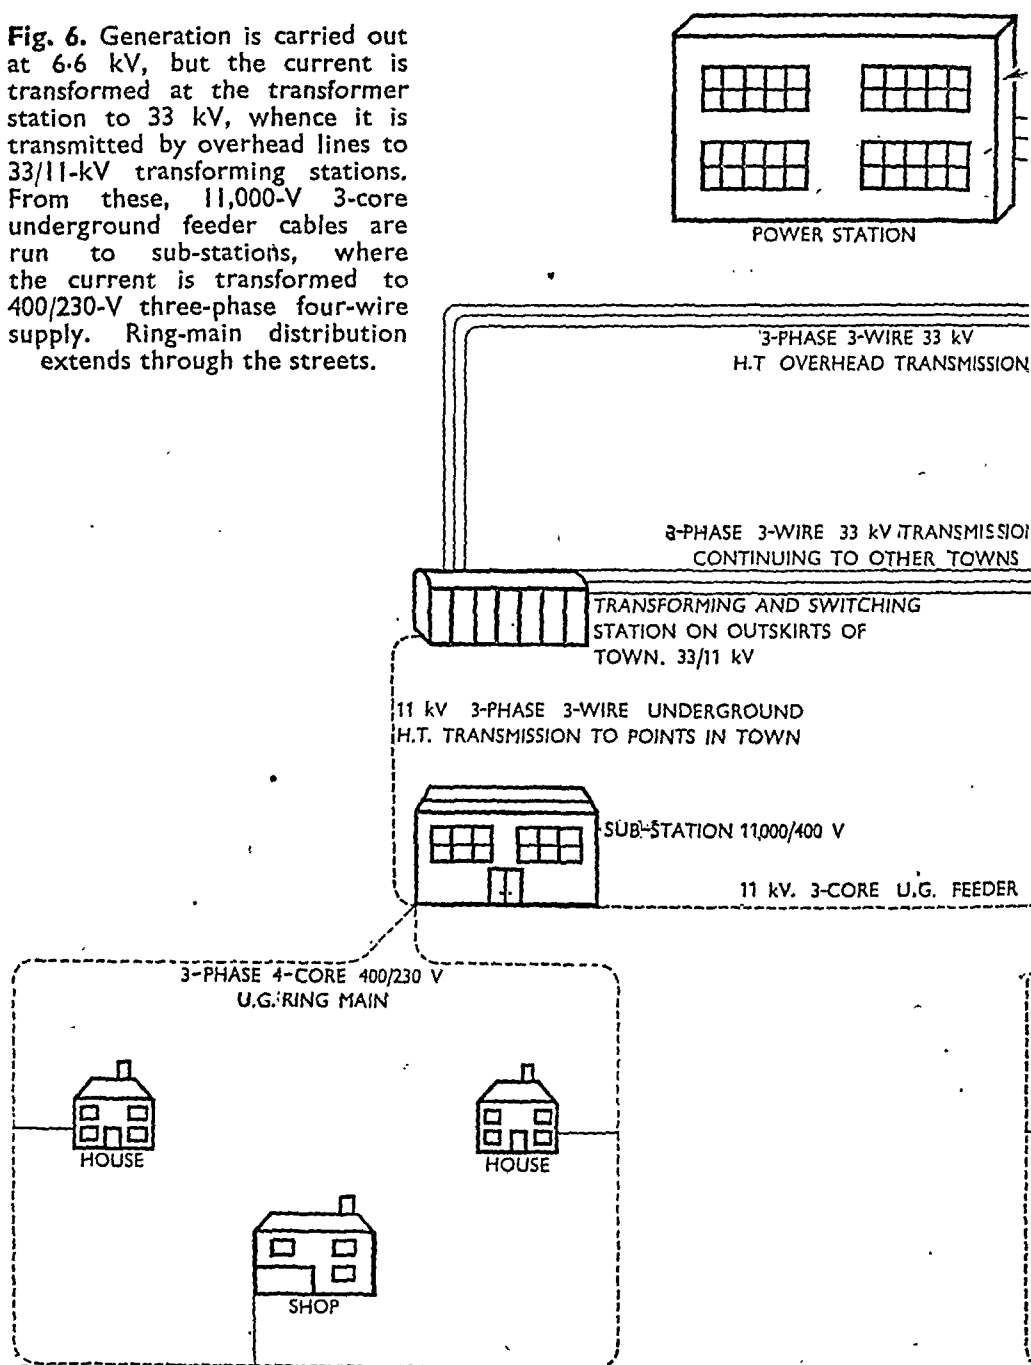 Fig. 6. Generation is carried out
at 6·6 kV, but the current is
transformed at the transformer
station to 33 kV, whence it is
transmitted by overhead lines to
33/11-kV transforming stations.
From these, 11,000-V 3-core
underground feeder cables are
run to sub-stations, where
the current is transformed to
400/230-V three-phase four-wire
supply. Ring-main distribution
extends through the streets.
POWER STATION
3-PHASE 3-WIRE 33 kV
H.T OVERHEAD TRANSMISSION
3-PHASE 3-WIRE 33 kV TRANSMISSIO
CONTINUING TO OTHER TOWNS
TRANSFORMING AND SWITCHING
STATION ON OUTSKIRTS OF
TOWN. 33/11 kV
11 kV 3-PHASE 3-WIRE UNDERGROUND
H.T. TRANSMISSION TO POINTS IN TOWN
SUB-STATION 11,000/400 V
11 kV. 3-CORE U.G. FEEDER
3-PHASE 4-CORE 400/230 V
U.G. RING MAIN
HOUSE
HOUSE
SHOP